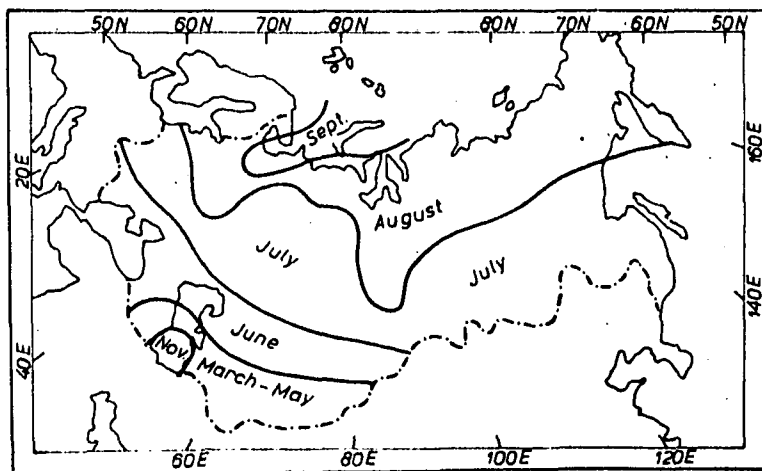 50N 60N 70N 80N 80N 70N 60N 50N
Sept.
160E
20E
August
July
July
140E
June
Nov.
40E
March-May
60E 80E 100E 120E